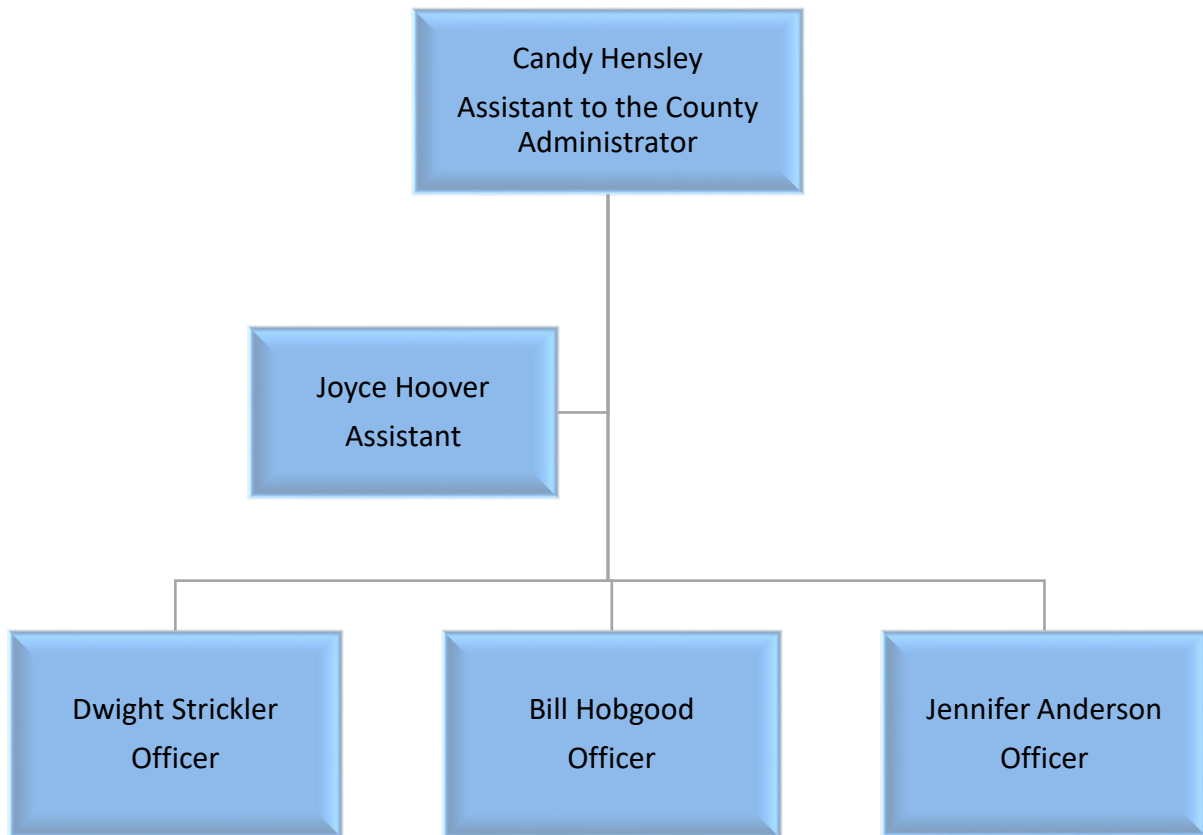 Candy Hensley
Assistant to the County
Administrator
Joyce Hoover
Assistant
Dwight Strickler
Officer
Bill Hobgood
Officer
Jennifer Anderson
Officer